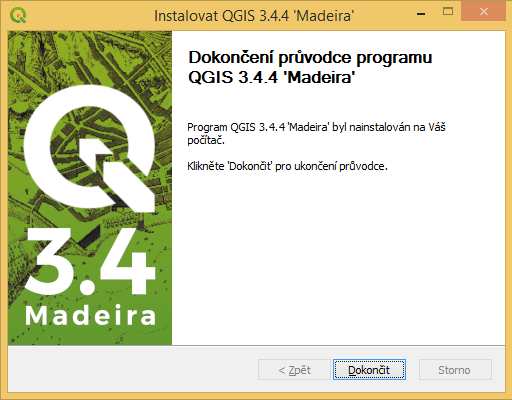 Instalovat QGIS 3.4.4 'Madeira'
Dokončení průvodce programu
QGIS 3.4.4 'Madeira'
Program QGIS 3.4.4 'Madeira' byl nainstalován na Váš
počítač.
Klikněte 'Dokončit' pro ukončení průvodce.
3.4
Madeira
< Zpět
Dokončit
Storno